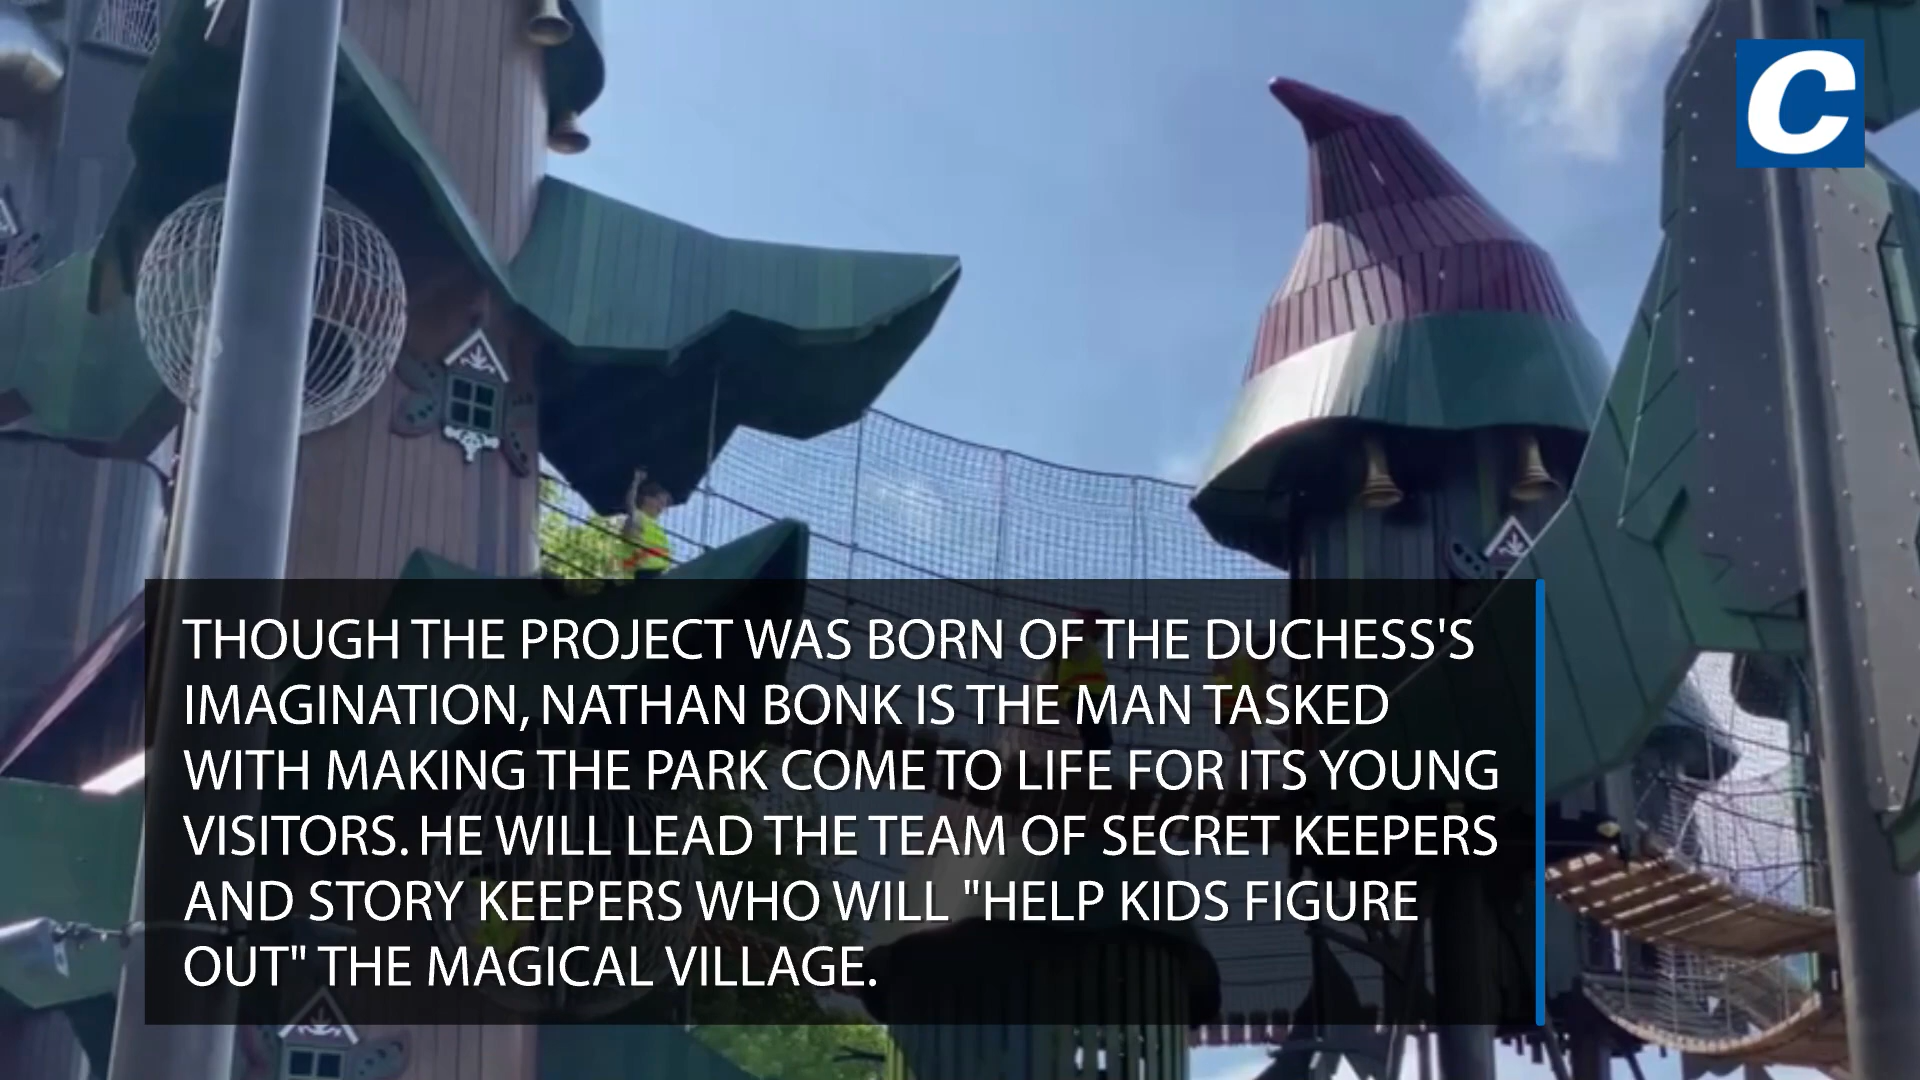 C
THOUGH THE PROJECT WAS BORN OF THE DUCHESS'S
IMAGINATION, NATHAN BONK IS THE MAN TASKED
WITH MAKING THE PARK COME TO LIFE FOR ITS YOUNG
VISITORS. HE WILL LEAD THE TEAM OF SECRET KEEPERS
AND STORY KEEPERS WHO WILL "HELP KIDS FIGURE
OUT" THE MAGICAL VILLAGE.